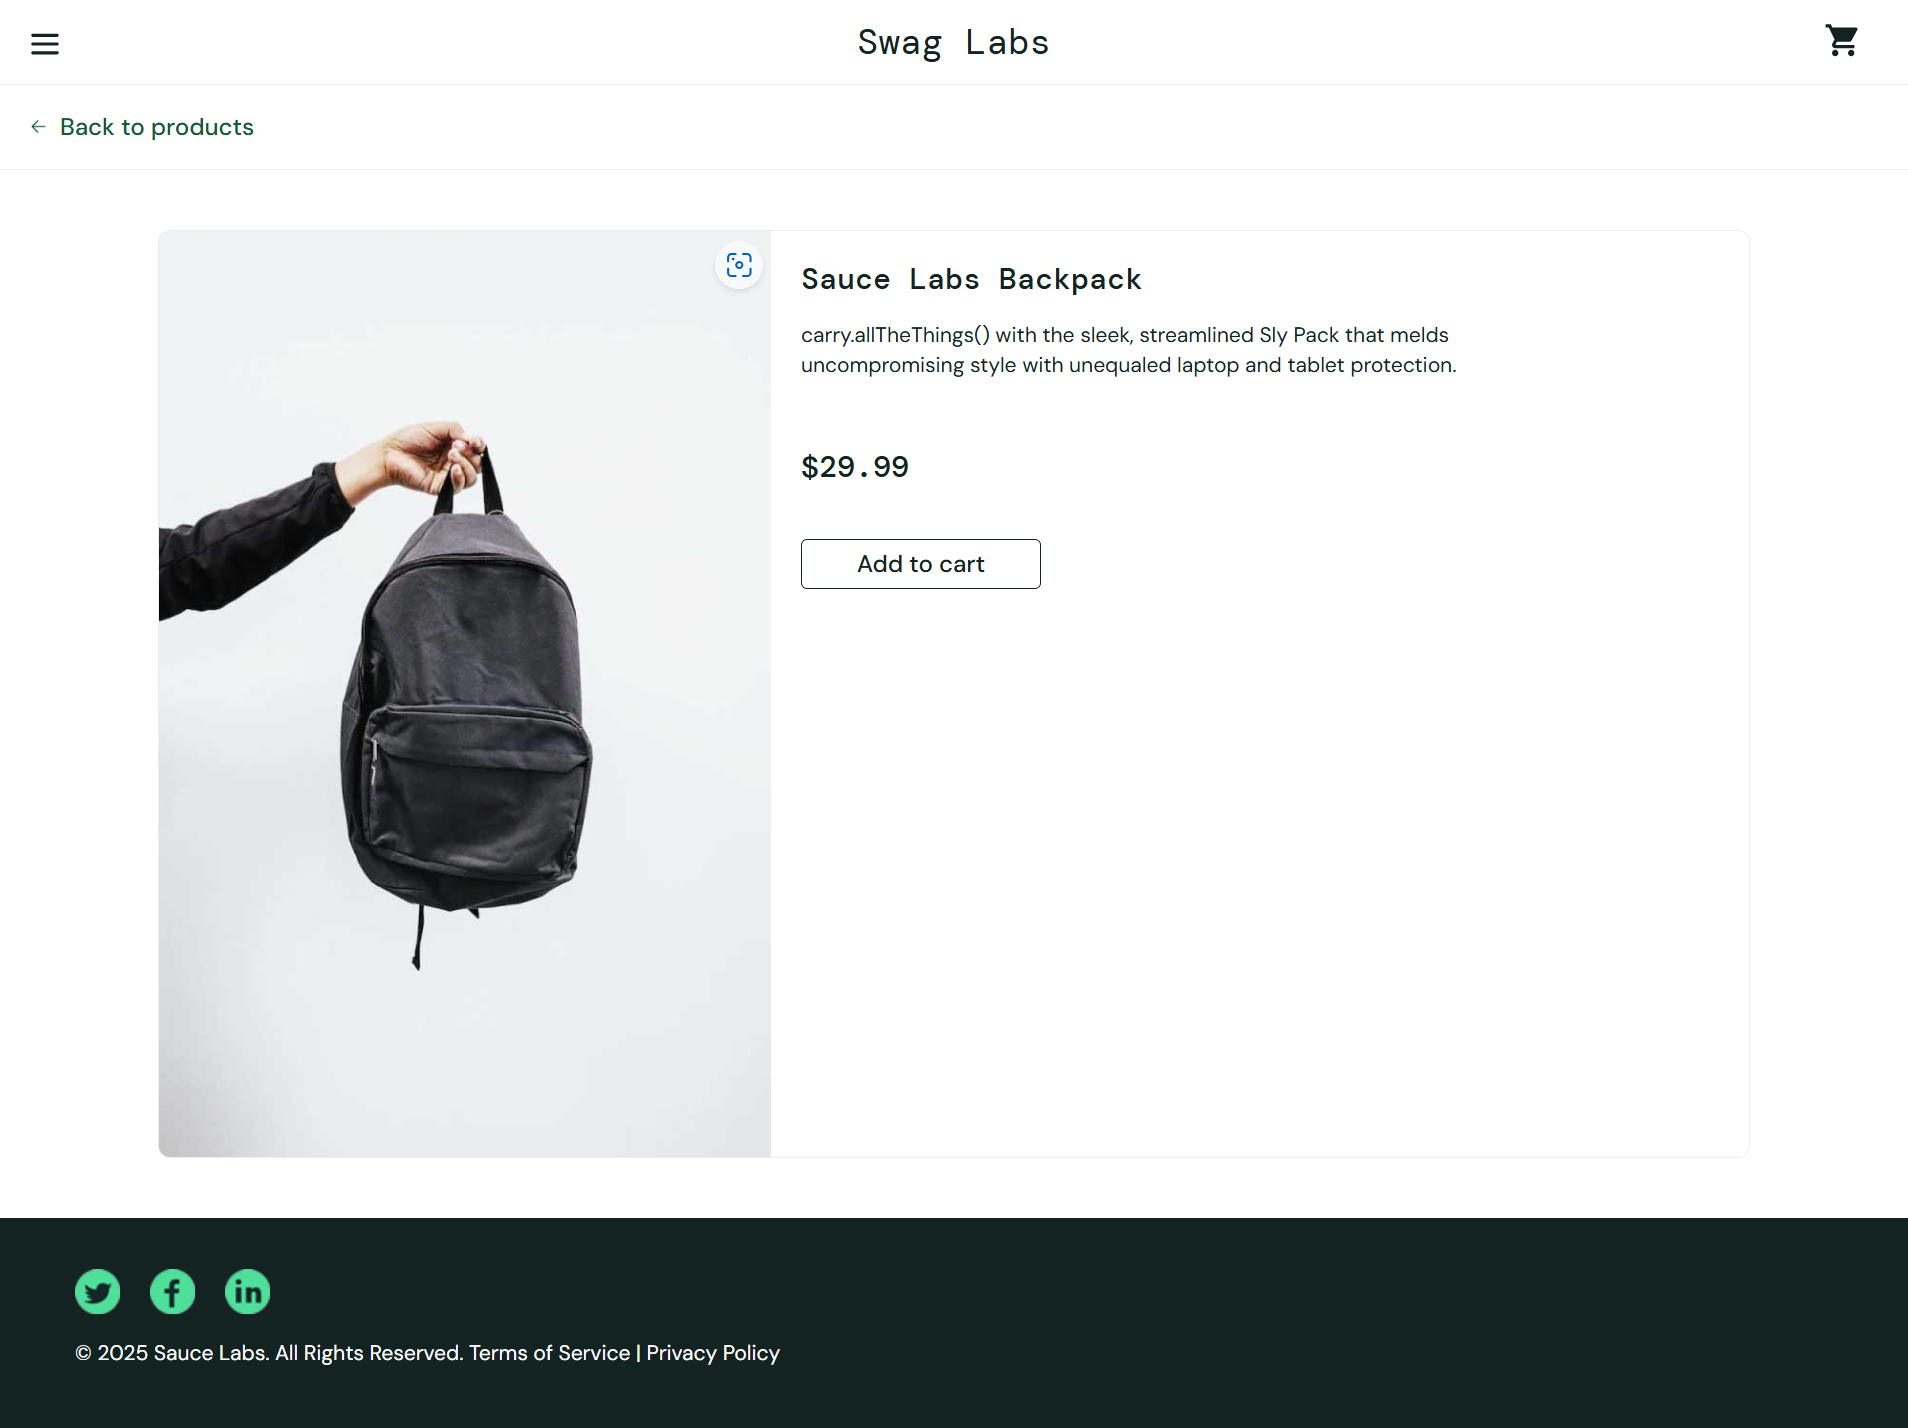 Swag Labs
Back to products
Sauce Labs Backpack
carry.allTheThings() with the sleek, streamlined Sly Pack that melds
uncompromising style with unequaled laptop and tablet protection.
$29.99
Add to cart
© 2025 Sauce Labs. All Rights Reserved. Terms of Service | Privacy Policy